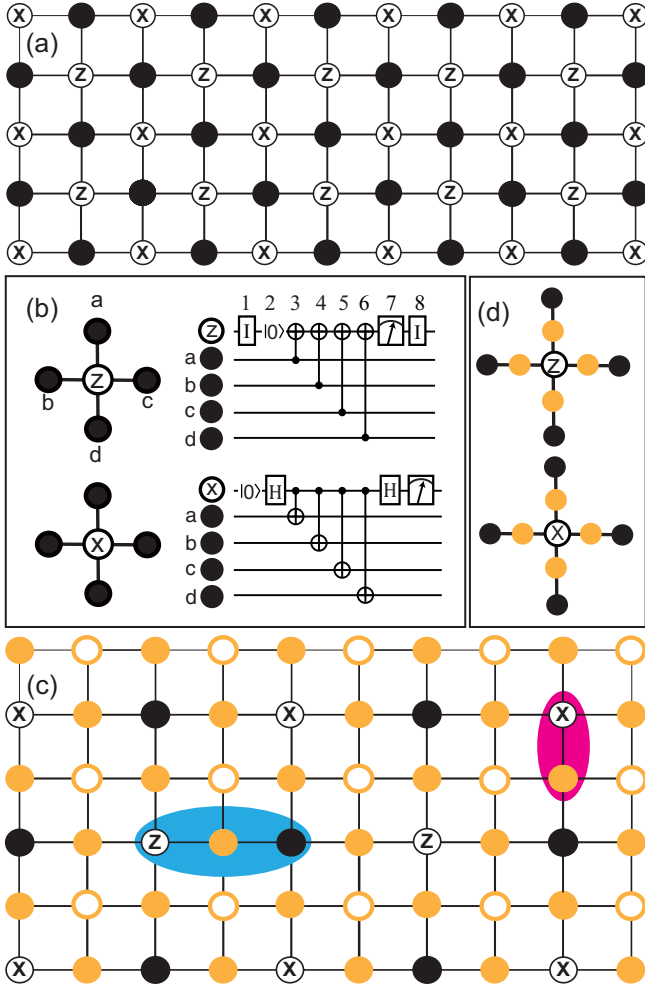 (a)
X X X X X X
Z Z Z Z Z
X X X X X X
Z Z Z Z Z
X X X X X X
(b)
a
b
c
d
Z
1 2 3 4 5 6 7 8
Z I |0⟩ I
a
b
c
d
X
X |0⟩ H H
a
b
c
d
(d)
Z
X
(c)
X X X
Z Z
X X X